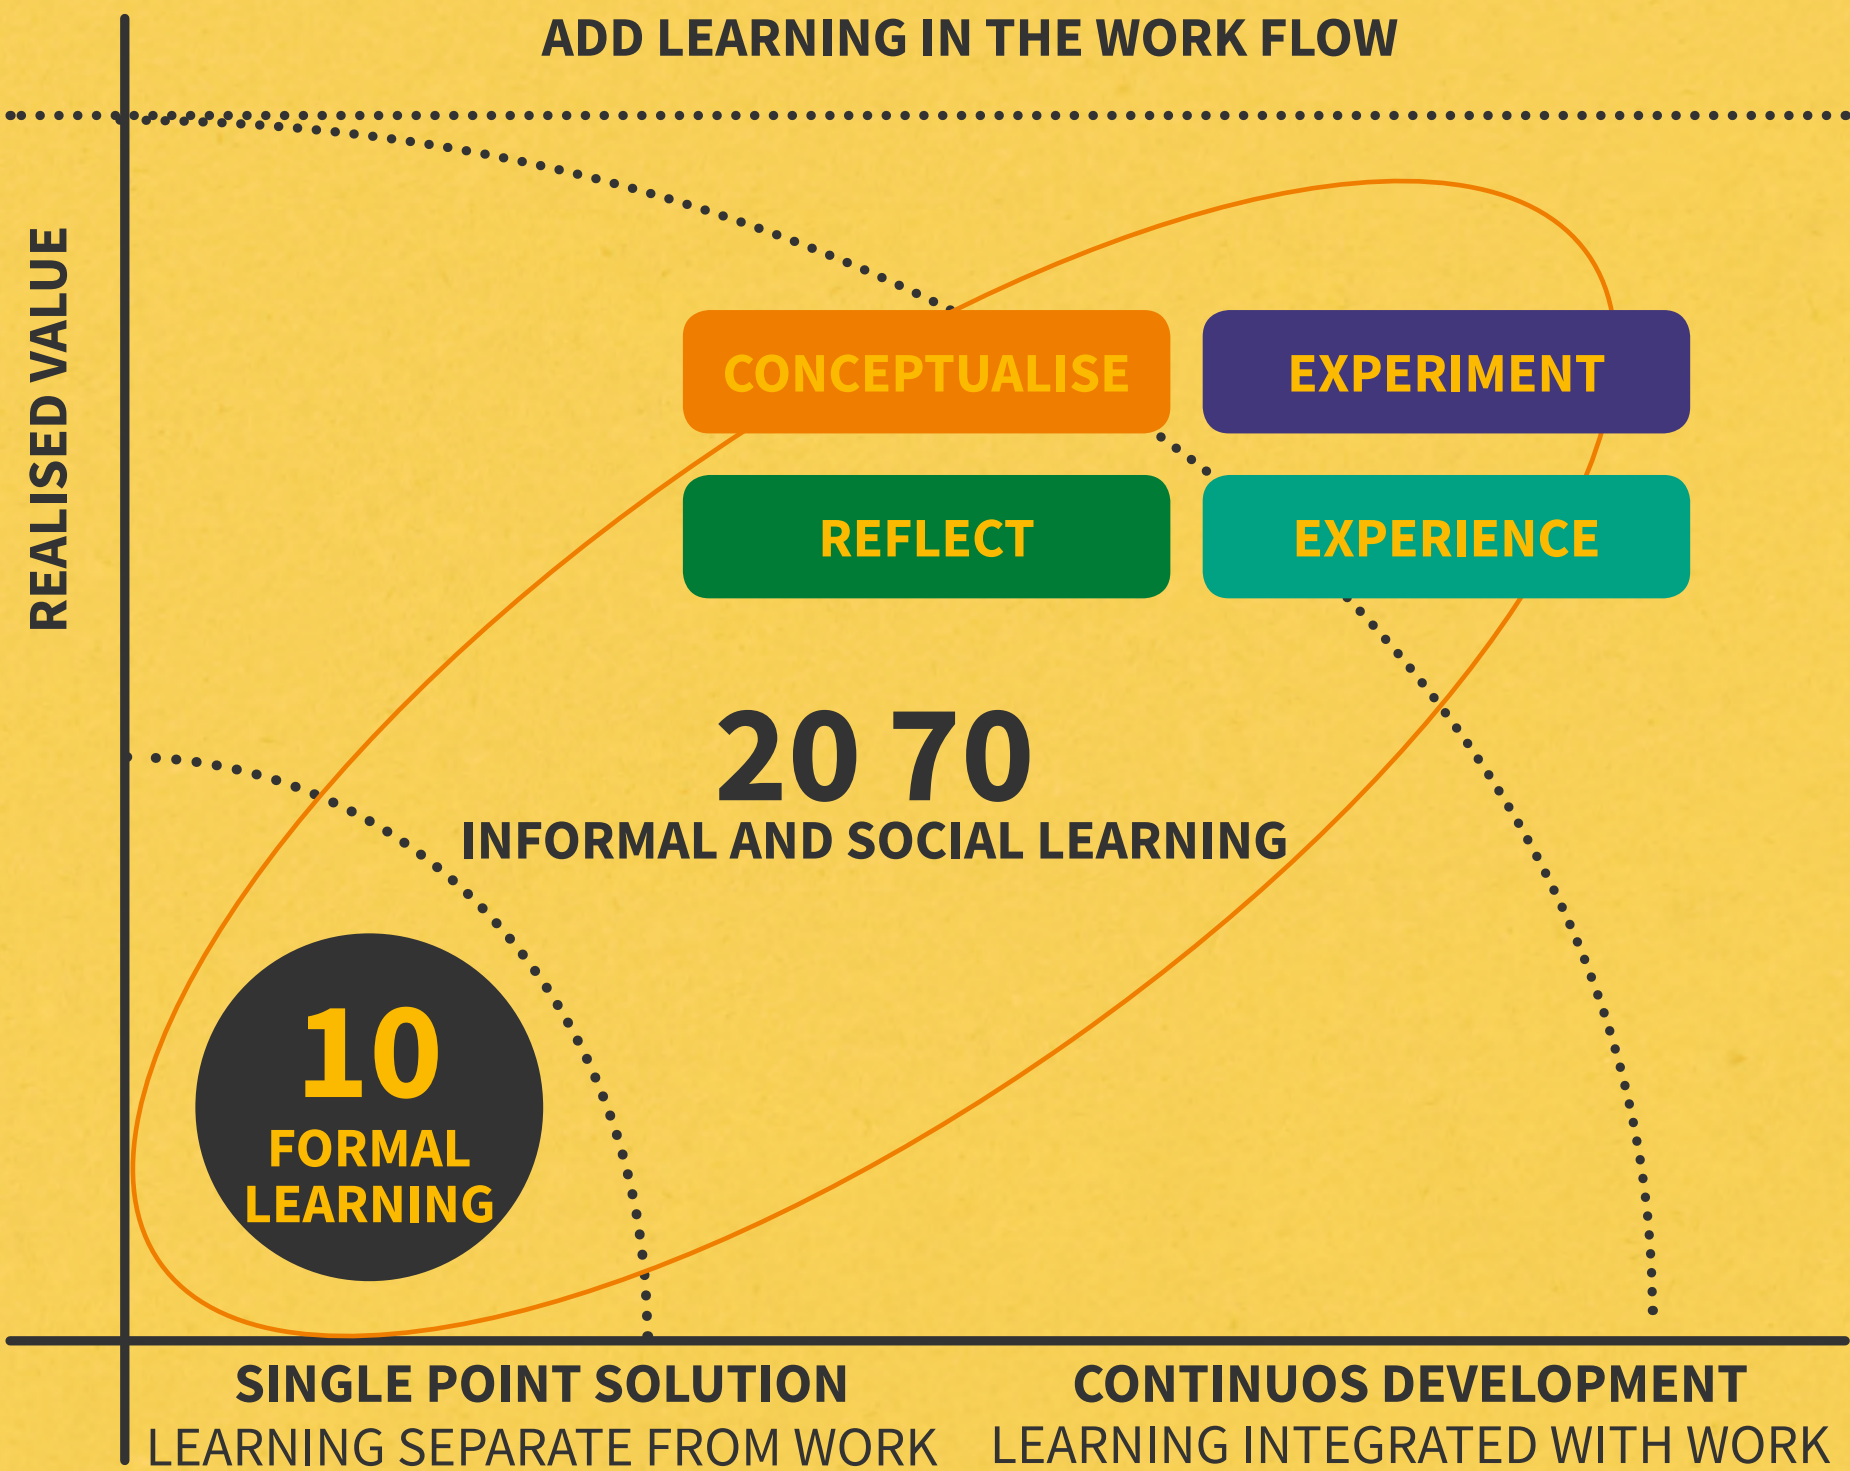 ADD LEARNING IN THE WORK FLOW
REALISED VALUE
CONCEPTUALISE
EXPERIMENT
REFLECT
EXPERIENCE
20 70
INFORMAL AND SOCIAL LEARNING
10
FORMAL
LEARNING
SINGLE POINT SOLUTION
LEARNING SEPARATE FROM WORK
CONTINUOS DEVELOPMENT
LEARNING INTEGRATED WITH WORK